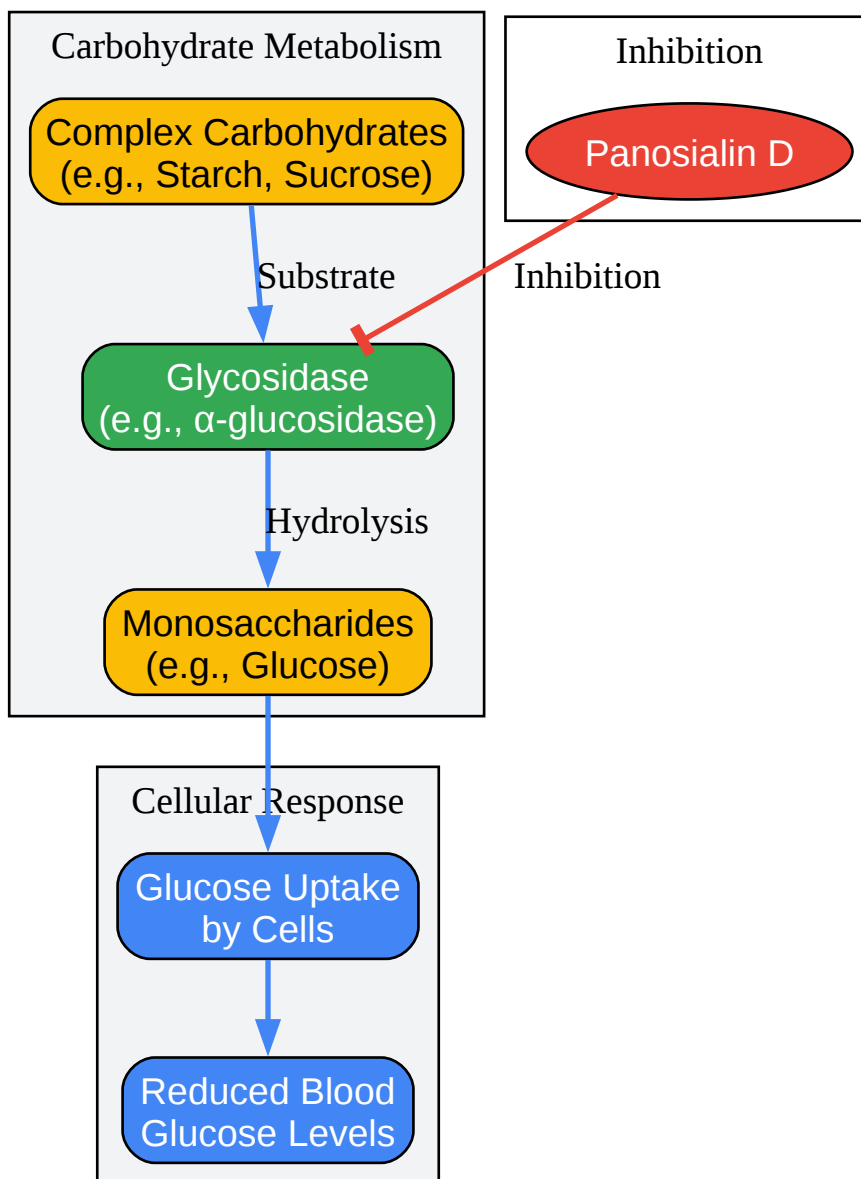 Carbohydrate Metabolism
Complex Carbohydrates
(e.g., Starch, Sucrose)
Inhibition
Panosialin D
Substrate
Inhibition
Glycosidase
(e.g., α-glucosidase)
Hydrolysis
Monosaccharides
(e.g., Glucose)
Cellular Response
Glucose Uptake
by Cells
Reduced Blood
Glucose Levels